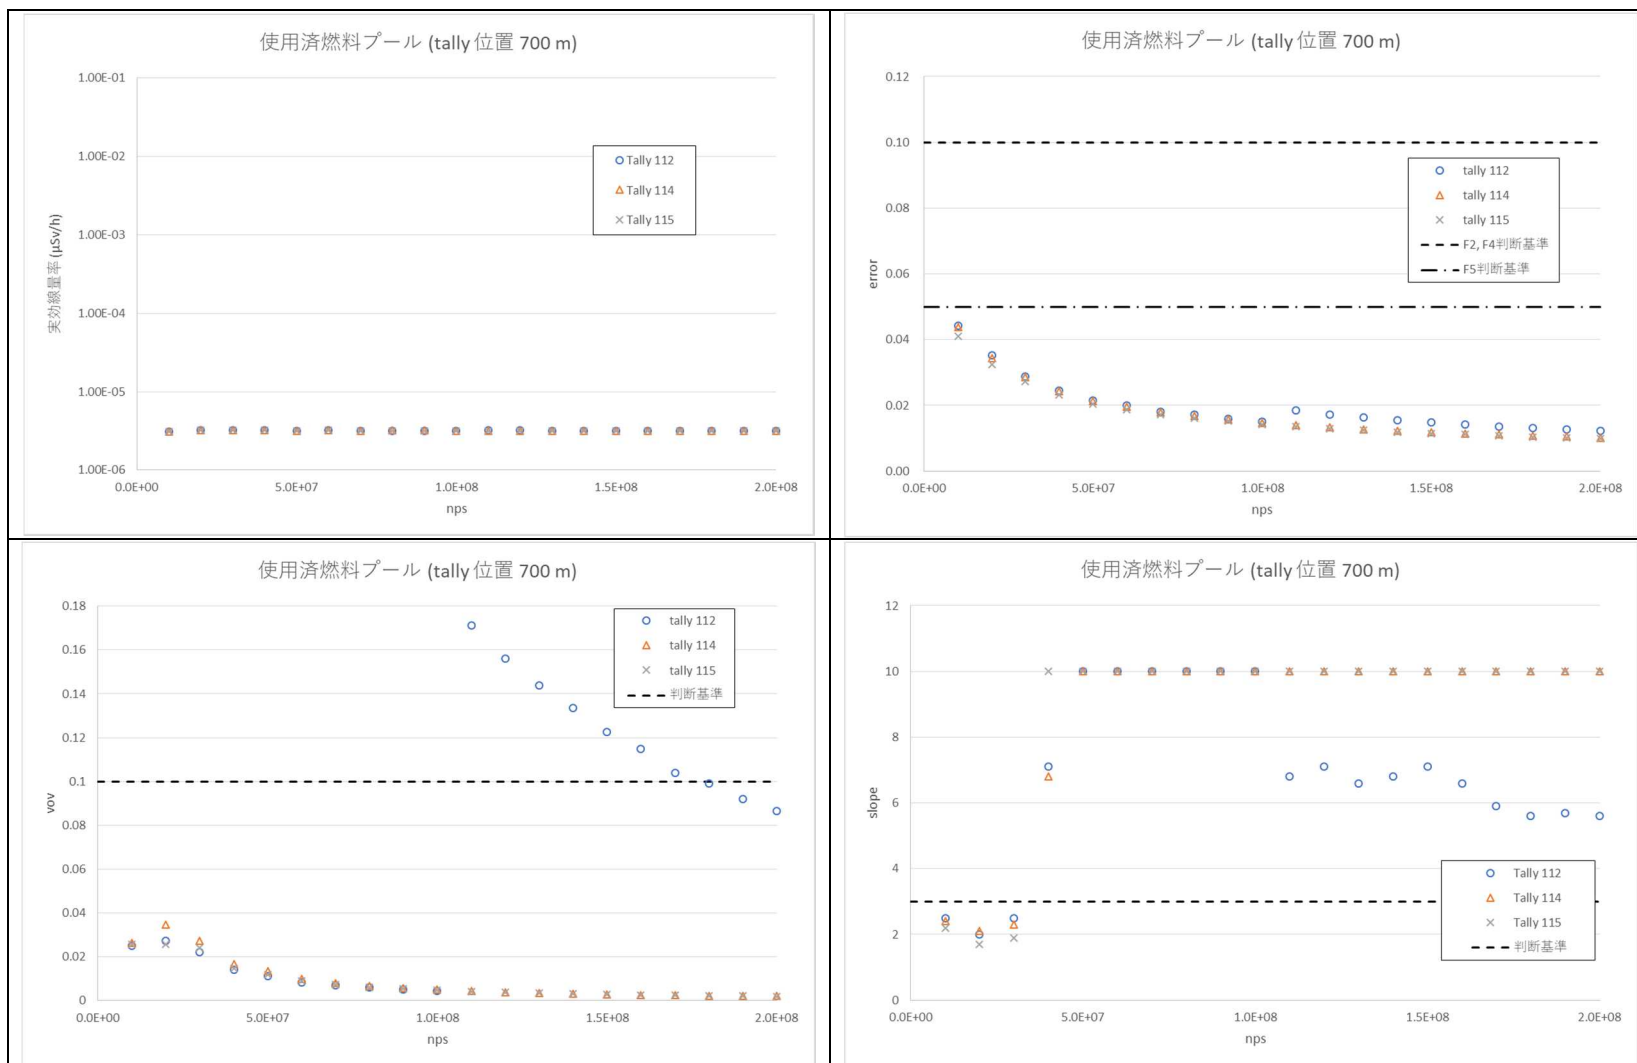 使用済燃料プール (tally 位置 700 m)
1.00E-01
1.00E-02
1.00E-03
1.00E-04
1.00E-05
1.00E-06
実効線量率 (μSv/h)
Tally 112
Tally 114
Tally 115
0.0E+00 5.0E+07 1.0E+08 1.5E+08 2.0E+08
nps
使用済燃料プール (tally 位置 700 m)
0.12
0.10
0.08
0.06
0.04
0.02
0.00
error
tally 112
tally 114
tally 115
F2, F4判断基準
F5判断基準
0.0E+00 5.0E+07 1.0E+08 1.5E+08 2.0E+08
nps
使用済燃料プール (tally 位置 700 m)
0.18
0.16
0.14
0.12
0.1
0.08
0.06
0.04
0.02
0
vov
tally 112
tally 114
tally 115
判断基準
0.0E+00 5.0E+07 1.0E+08 1.5E+08 2.0E+08
nps
使用済燃料プール (tally 位置 700 m)
12
10
8
6
4
2
0
slope
Tally 112
Tally 114
Tally 115
判断基準
0.0E+00 5.0E+07 1.0E+08 1.5E+08 2.0E+08
nps